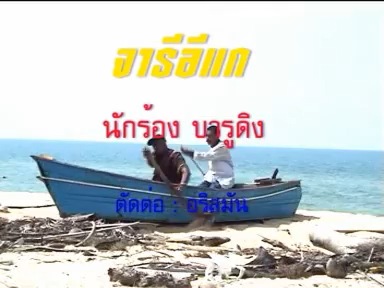 จารีอีแก
นักร้อง บารูดิง
ตัดต่อ : อริสมัน